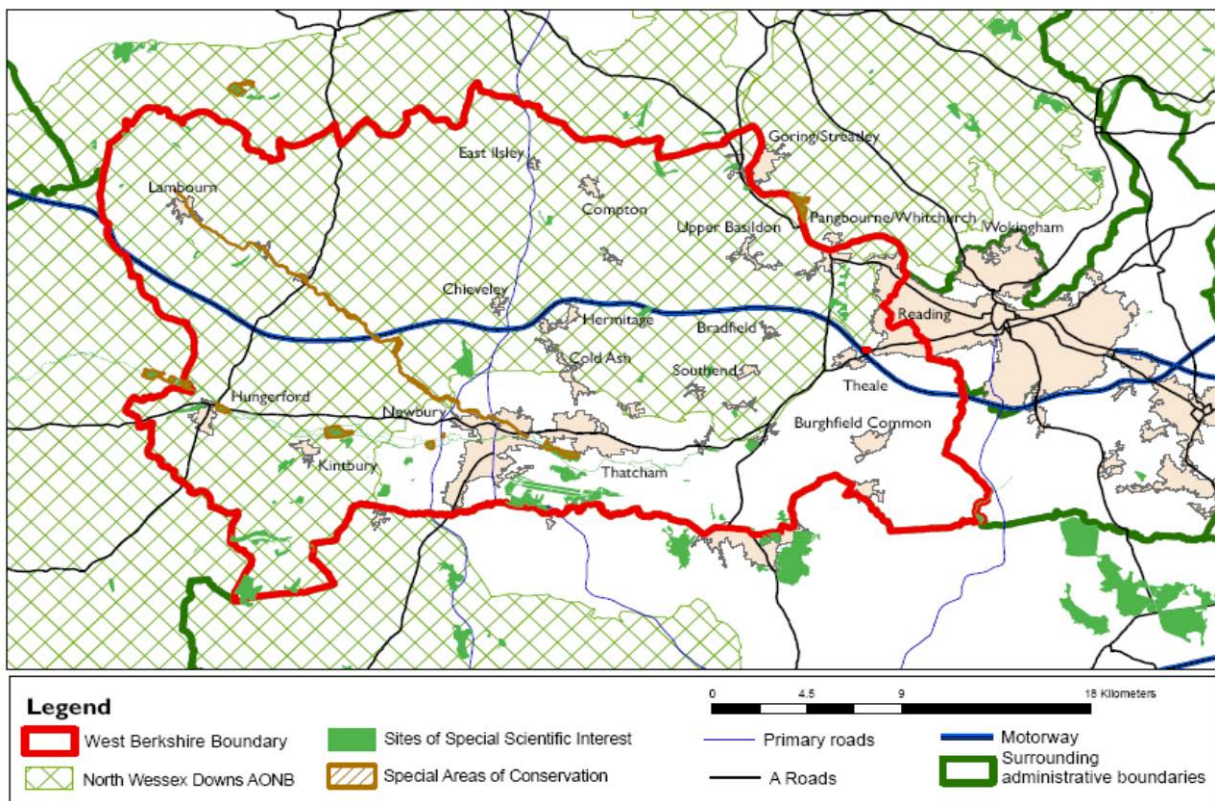 Goring/Streatley
East Ilsley
Lambourn
Compton
Pangbourne/Whitchurch
Upper Basildon
Wokingham
Chieveley
Hermitage
Bradfield
Reading
Cold Ash
Southend
Theale
Hungerford
Newbury
Burghfield Common
Kintbury
Thatcham
Legend
West Berkshire Boundary
North Wessex Downs AONB
Sites of Special Scientific Interest
Special Areas of Conservation
0 4.5 9 18 Kilometers
Primary roads
A Roads
Motorway
Surrounding
administrative boundaries